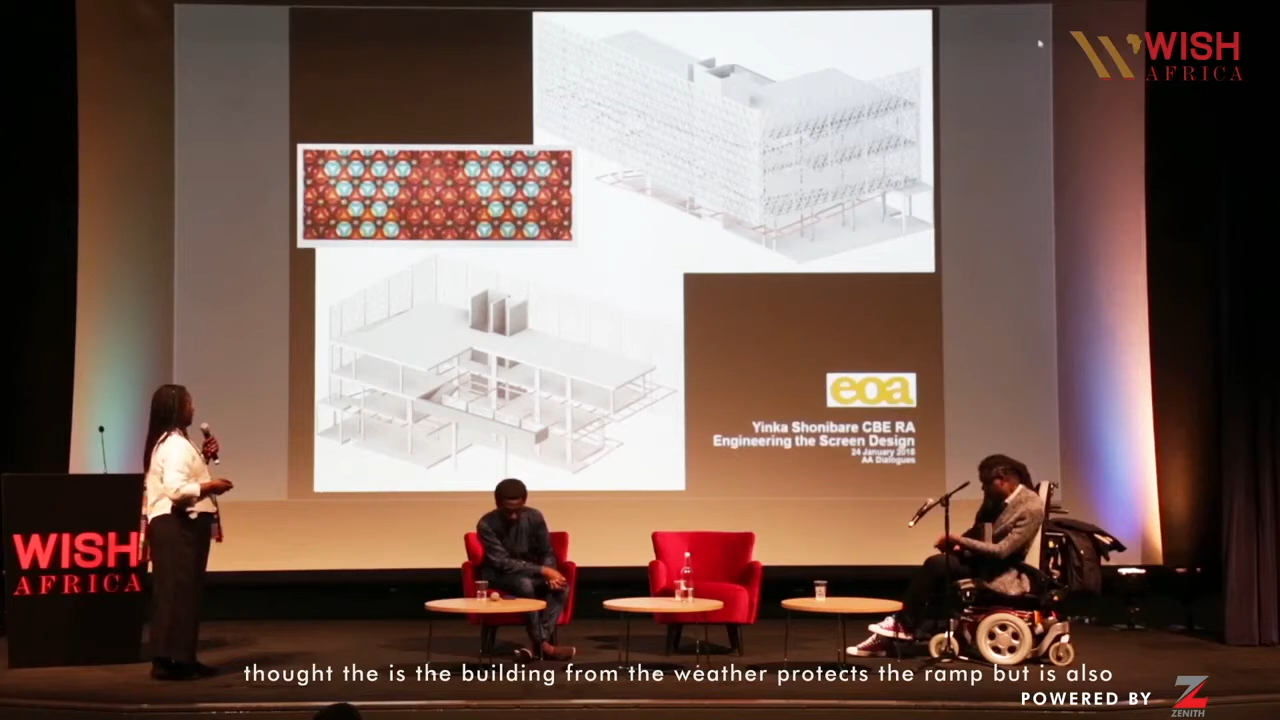 WISH
AFRICA
eoa
Yinka Shonibare CBE RA
Engineering the Screen Design
24 January 2018
AA Dialogues
WISH
AFRICA
thought the is the building from the weather protects the ramp but is also
POWERED BY
ZENITH